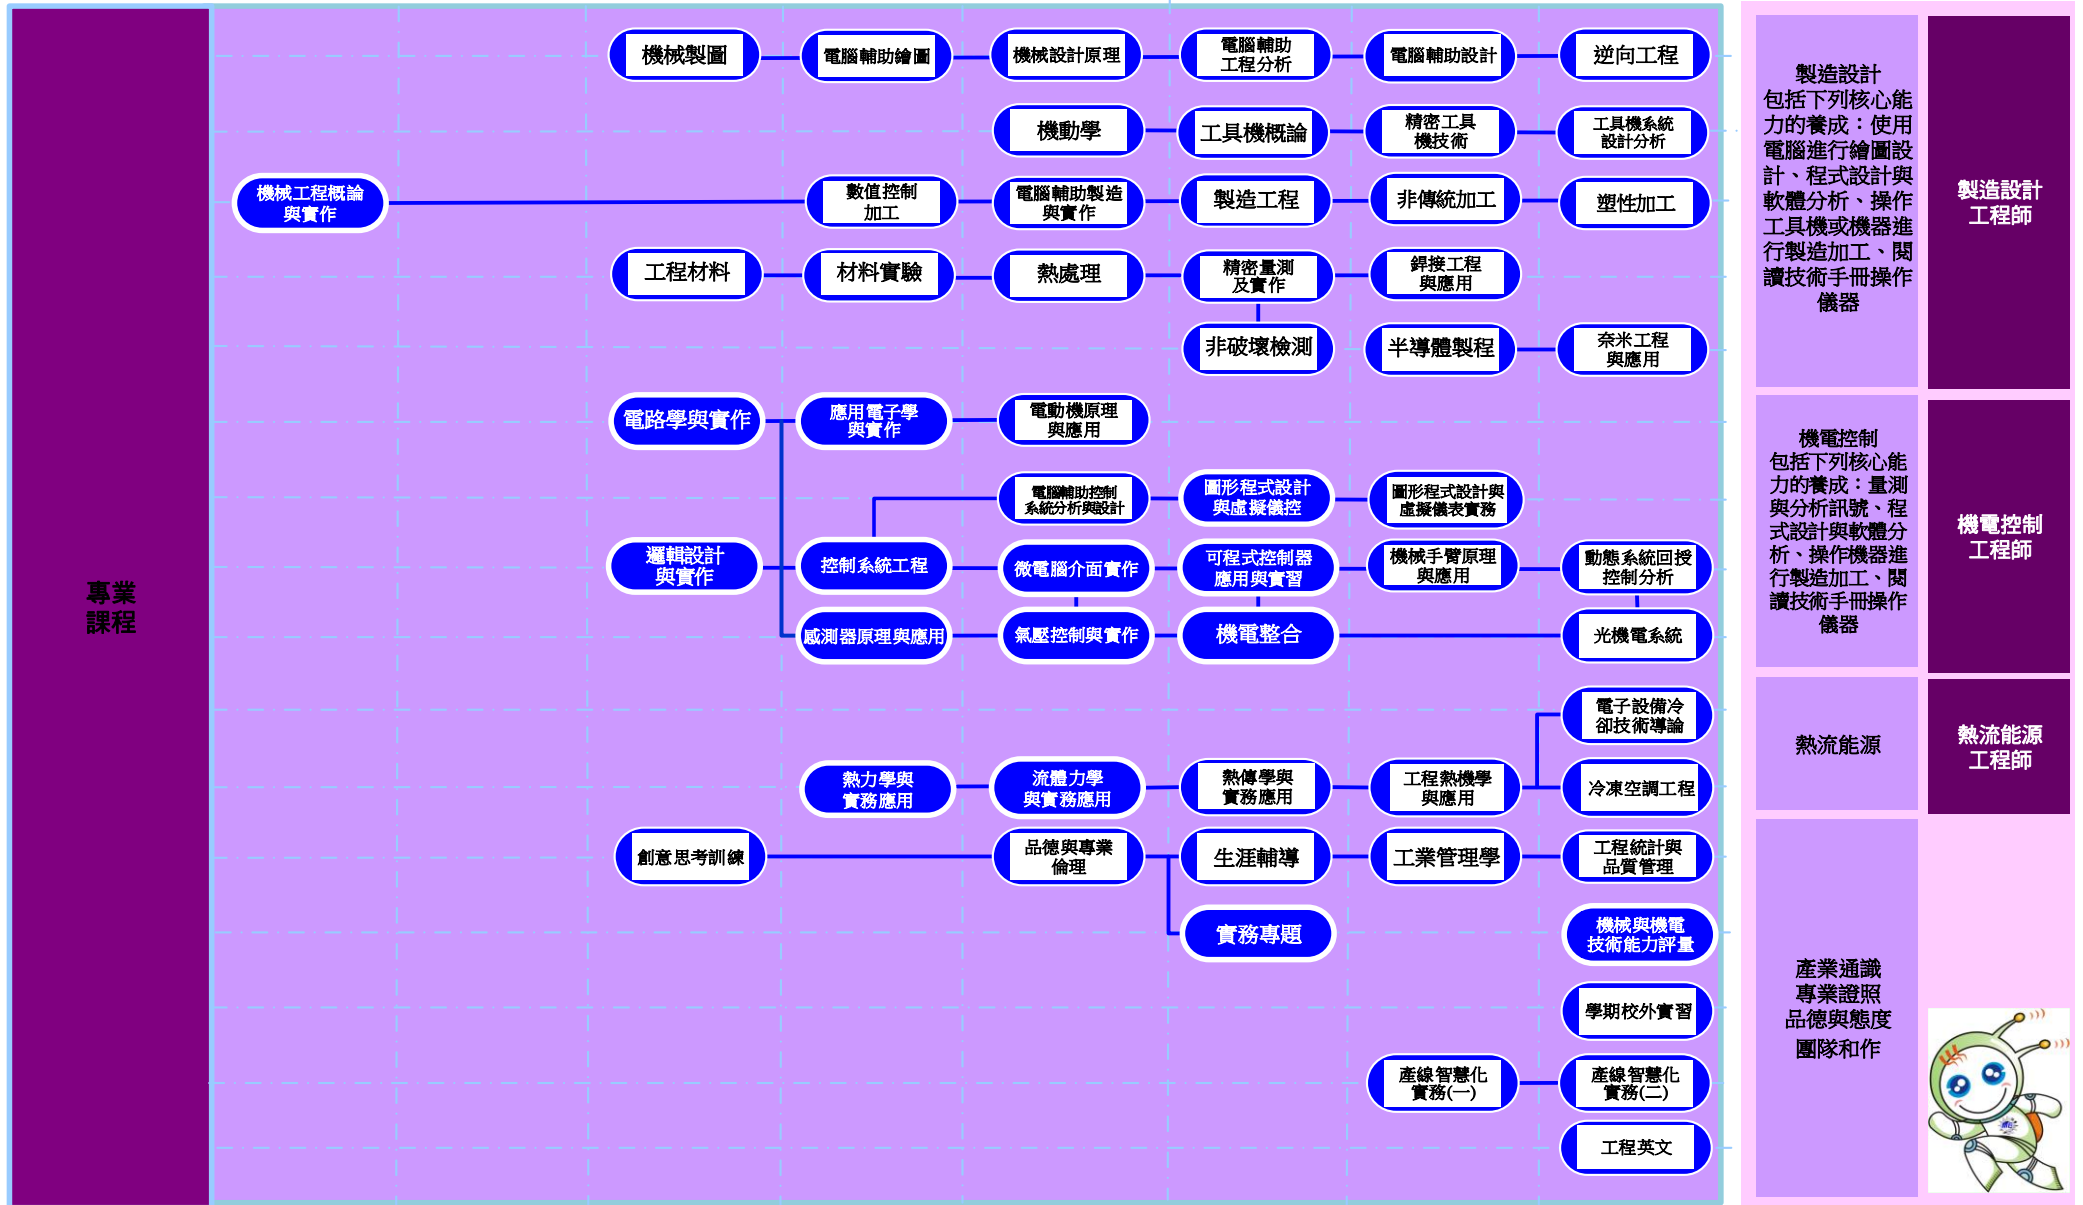 專業
課程
機械製圖
電腦輔助繪圖
機械設計原理
電腦輔助
工程分析
電腦輔助設計
逆向工程
機動學
工具機概論
精密工具
機技術
工具機系統
設計分析
機械工程概論
與實作
數值控制
加工
電腦輔助製造
與實作
製造工程
非傳統加工
塑性加工
工程材料
材料實驗
熱處理
精密量測
及實作
銲接工程
與應用
非破壞檢測
半導體製程
奈米工程
與應用
電路學與實作
應用電子學
與實作
電動機原理
與應用
電腦輔助控制
系統分析與設計
圖形程式設計
與虛擬儀控
圖形程式設計與
虛擬儀表實務
邏輯設計
與實作
控制系統工程
微電腦介面實作
可程式控制器
應用與實習
機械手臂原理
與應用
動態系統回授
控制分析
感測器原理與應用
氣壓控制與實作
機電整合
光機電系統
電子設備冷
卻技術導論
熱力學與
實務應用
流體力學
與實務應用
熱傳學與
實務應用
工程熱機學
與應用
冷凍空調工程
創意思考訓練
品德與專業
倫理
生涯輔導
工業管理學
工程統計與
品質管理
實務專題
機械與機電
技術能力評量
學期校外實習
產線智慧化
實務(一)
產線智慧化
實務(二)
工程英文
製造設計
包括下列核心能
力的養成：使用
電腦進行繪圖設
計、程式設計與
軟體分析、操作
工具機或機器進
行製造加工、閱
讀技術手冊操作
儀器
製造設計
工程師
機電控制
包括下列核心能
力的養成：量測
與分析訊號、程
式設計與軟體分
析、操作機器進
行製造加工、閱
讀技術手冊操作
儀器
機電控制
工程師
熱流能源
熱流能源
工程師
產業通識
專業證照
品德與態度
團隊和作